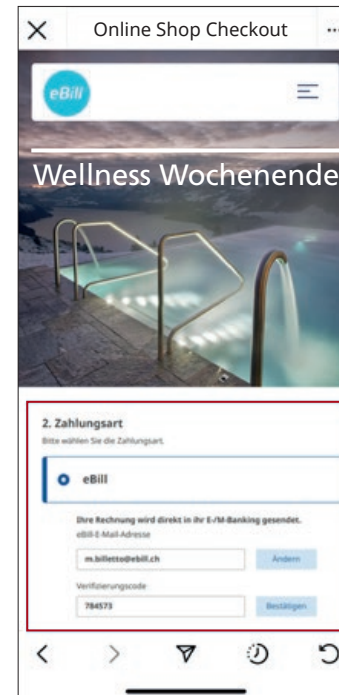 Online Shop Checkout
eBill
Wellness Wochenende
2. Zahlungsart
Bitte wählen Sie die Zahlungsart.
eBill
Ihre Rechnung wird direkt in ihr E-/M-Banking gesendet.
eBill-E-Mail-Adresse
m.billetto@ebill.ch
Ändern
Verifizierungscode
784573
Bestätigen